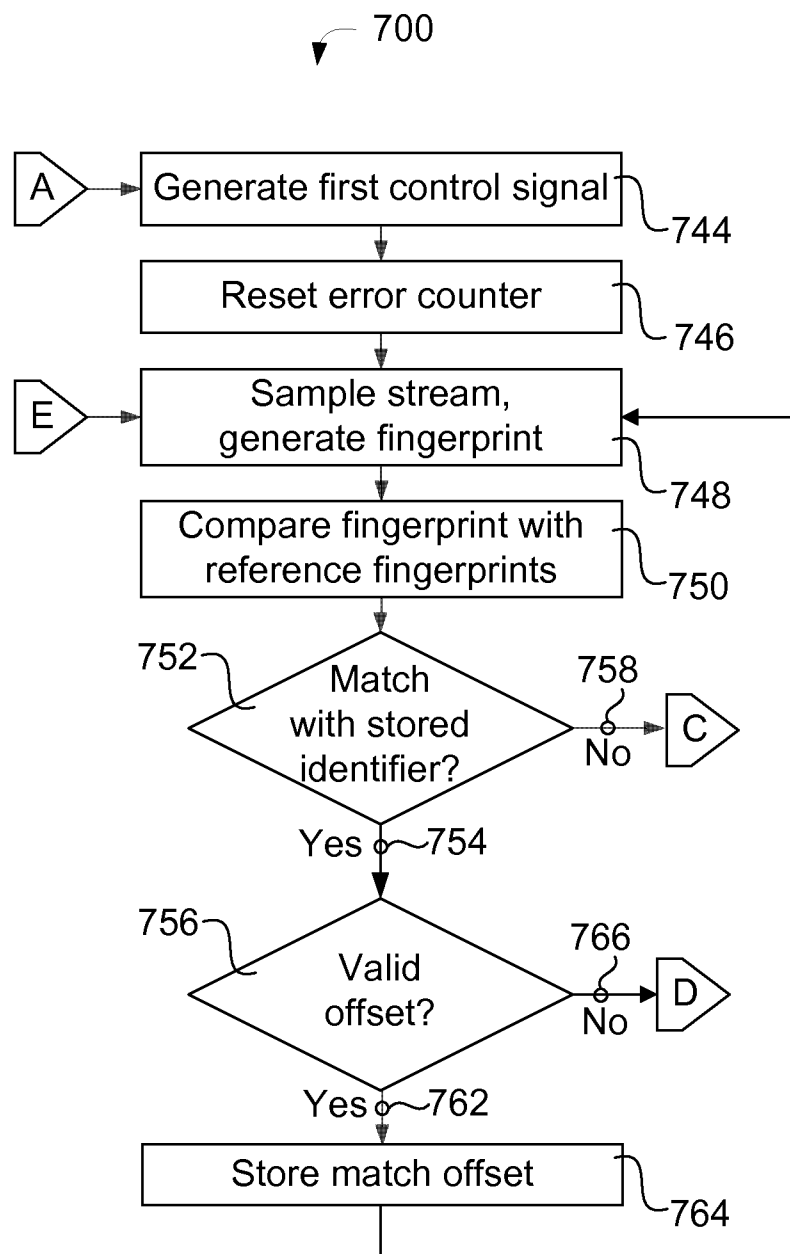 700
A
Generate first control signal
744
Reset error counter
746
E
Sample stream,
generate fingerprint
748
Compare fingerprint with
reference fingerprints
750
752
Match
with stored
identifier?
758
No
C
Yes
754
756
Valid
offset?
766
No
D
Yes
762
Store match offset
764